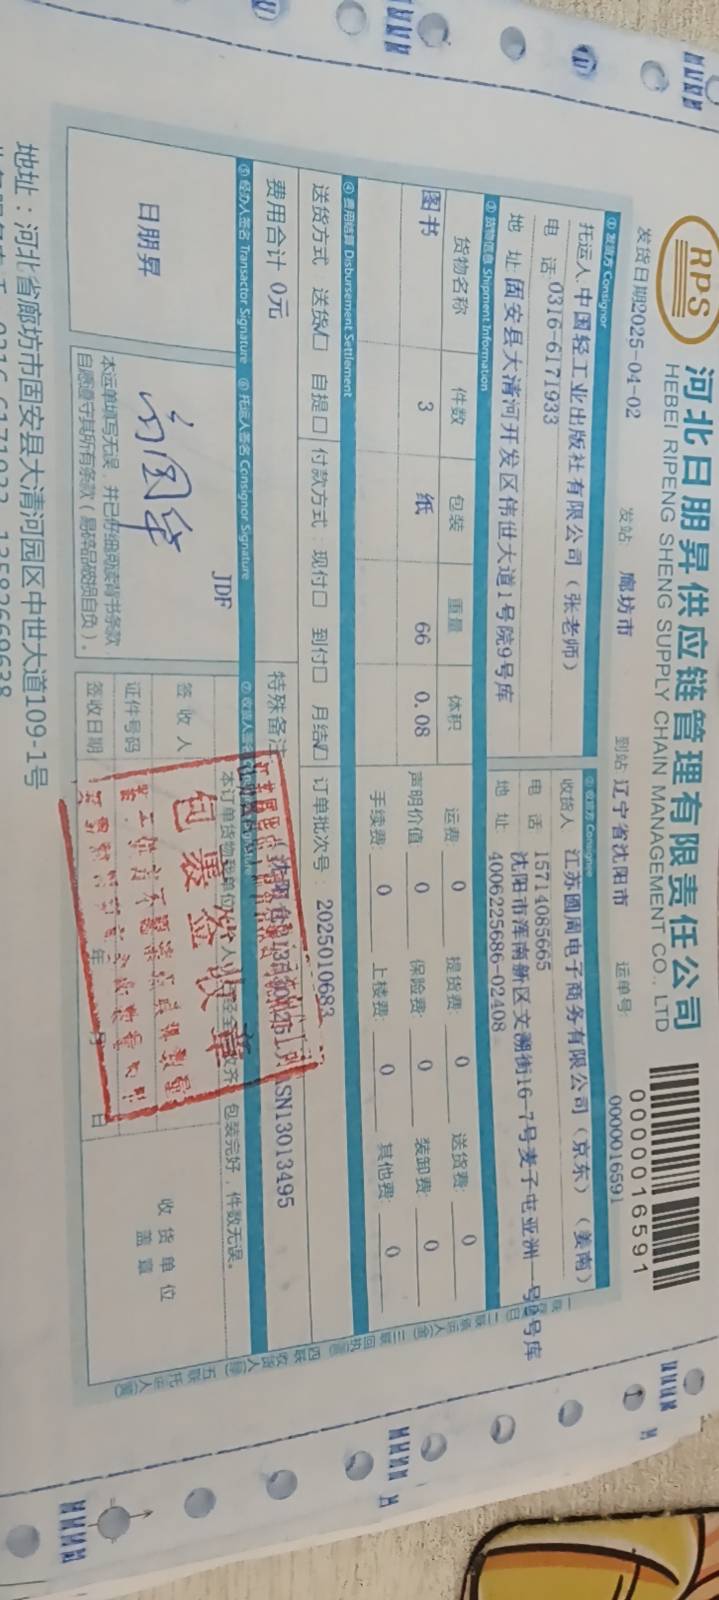 RPS
河北日朋昇供应链管理有限责任公司
HEBEI RIPENG SHENG SUPPLY CHAIN MANAGEMENT CO., LTD
0000016591
发货日期2025-04-02 发站: 廊坊市 到站:辽宁省沈阳市 运单号: 0000016591
① 发货方 Consignor
托运人:中国轻工业出版社有限公司（张老师）
电 话:0316-6171933
地 址:固安县大清河开发区伟世大道1号院9号库
② 收货方 Consignee
收货人 江苏圆周电子商务有限公司（京东）（姜南）
电 话 15714085665
地 址 沈阳市浑南新区文溯街16-7号麦子屯亚洲一号
号库
4006225686-02408
③ 货物信息 Shipment Information
货物名称 件数 包装 重量 体积
图书 3 纸 66 0.08
运费: 0 提货费: 0 送货费: 0
声明价值: 0 保险费: 0 装卸费: 0
手续费: 0 上楼费: 0 其他费: 0
④ 费用结算 Disbursement Settlement
送货方式 送货☑ 自提□ 付款方式：现付□ 到付□ 月结☑ 订单批次号：2025010683
费用合计 0元 特殊备注
SN13013495
⑤ 经办人签名 Transactor Signature ⑥ 托运人签名 Consignor Signature
日朋昇
JDF
本运单填写无误，并已仔细阅读背书条款，
自愿遵守其所有条款（易碎品破损自负）。
包装完好，件数无误。
签 收 人
证件号码
签收日期 年 月 日
收货单位
盖 章
包裹签收章
地址：河北省廊坊市固安县大清河园区中世大道109-1号